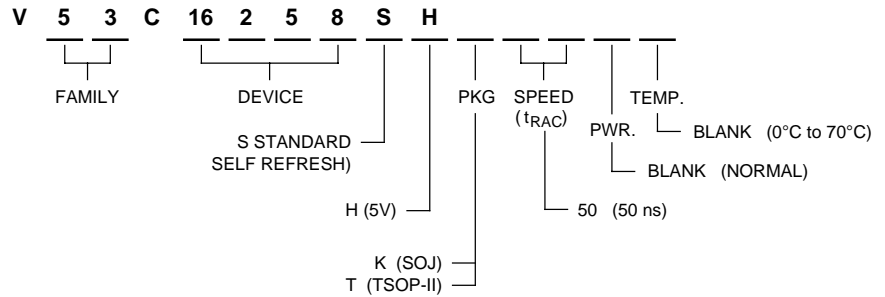 V 5 3 C 16 2 5 8 S H
FAMILY DEVICE PKG SPEED TEMP.
(tRAC) PWR.
S STANDARD BLANK (0°C to 70°C)
SELF REFRESH)
BLANK (NORMAL)
H (5V) 50 (50 ns)
K (SOJ)
T (TSOP-II)